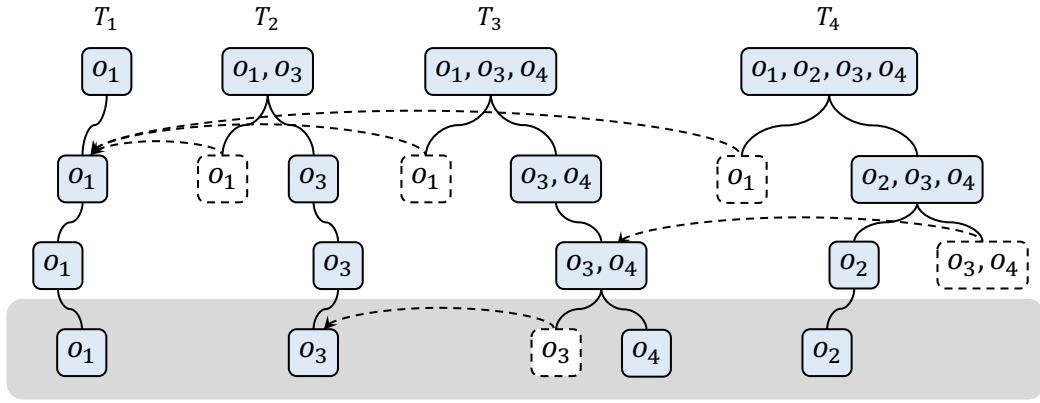 T₁ T₂ T₃ T₄
o₁ o₁, o₃ o₁, o₃, o₄ o₁, o₂, o₃, o₄
o₁ o₁ o₃ o₁ o₃, o₄ o₁ o₂, o₃, o₄
o₁ o₃ o₃, o₄ o₂ o₃, o₄
o₁ o₃ o₃ o₄ o₂